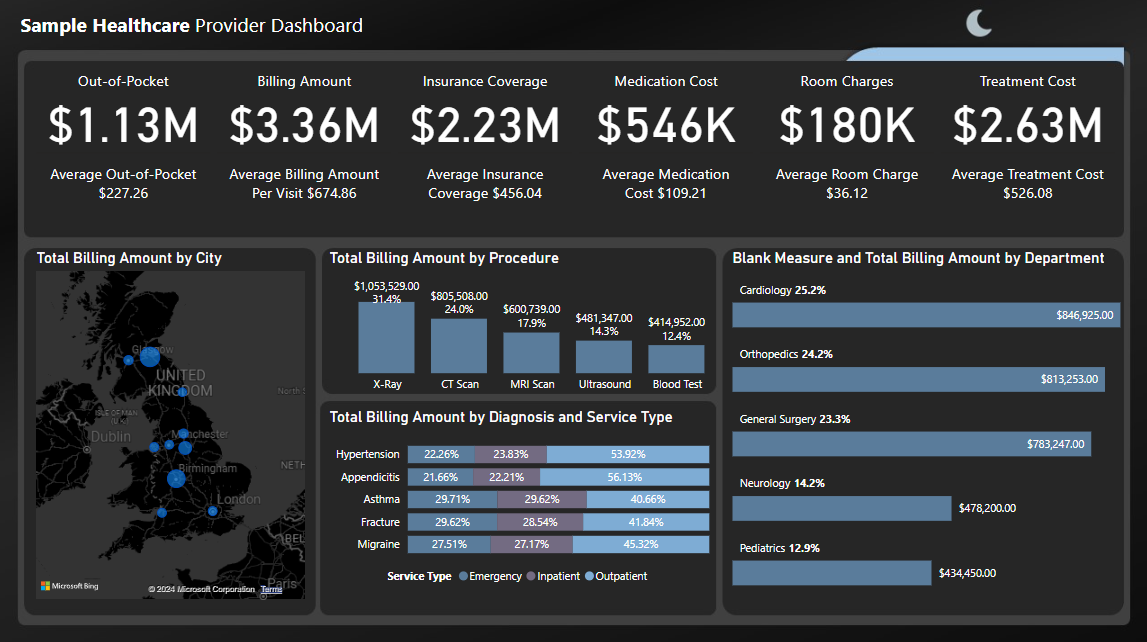 Sample Healthcare Provider Dashboard
Out-of-Pocket
$1.13M
Average Out-of-Pocket
$227.26
Billing Amount
$3.36M
Average Billing Amount
Per Visit $674.86
Insurance Coverage
$2.23M
Average Insurance
Coverage $456.04
Medication Cost
$546K
Average Medication
Cost $109.21
Room Charges
$180K
Average Room Charge
$36.12
Treatment Cost
$2.63M
Average Treatment Cost
$526.08
Total Billing Amount by City
Glasgow
UNITED
KINGDOM
North S
ISLE OF MAN
(U.K.)
Dublin
Manchester
Birmingham
NETH
London
BEL
Paris
Microsoft Bing
© 2024 Microsoft Corporation Terms
Total Billing Amount by Procedure
$1,053,529.00
31.4%
$805,508.00
24.0%
$600,739.00
17.9%
$481,347.00
14.3%
$414,952.00
12.4%
X-Ray
CT Scan
MRI Scan
Ultrasound
Blood Test
Total Billing Amount by Diagnosis and Service Type
Hypertension 22.26% 23.83% 53.92%
Appendicitis 21.66% 22.21% 56.13%
Asthma 29.71% 29.62% 40.66%
Fracture 29.62% 28.54% 41.84%
Migraine 27.51% 27.17% 45.32%
Service Type Emergency Inpatient Outpatient
Blank Measure and Total Billing Amount by Department
Cardiology 25.2%
$846,925.00
Orthopedics 24.2%
$813,253.00
General Surgery 23.3%
$783,247.00
Neurology 14.2%
$478,200.00
Pediatrics 12.9%
$434,450.00